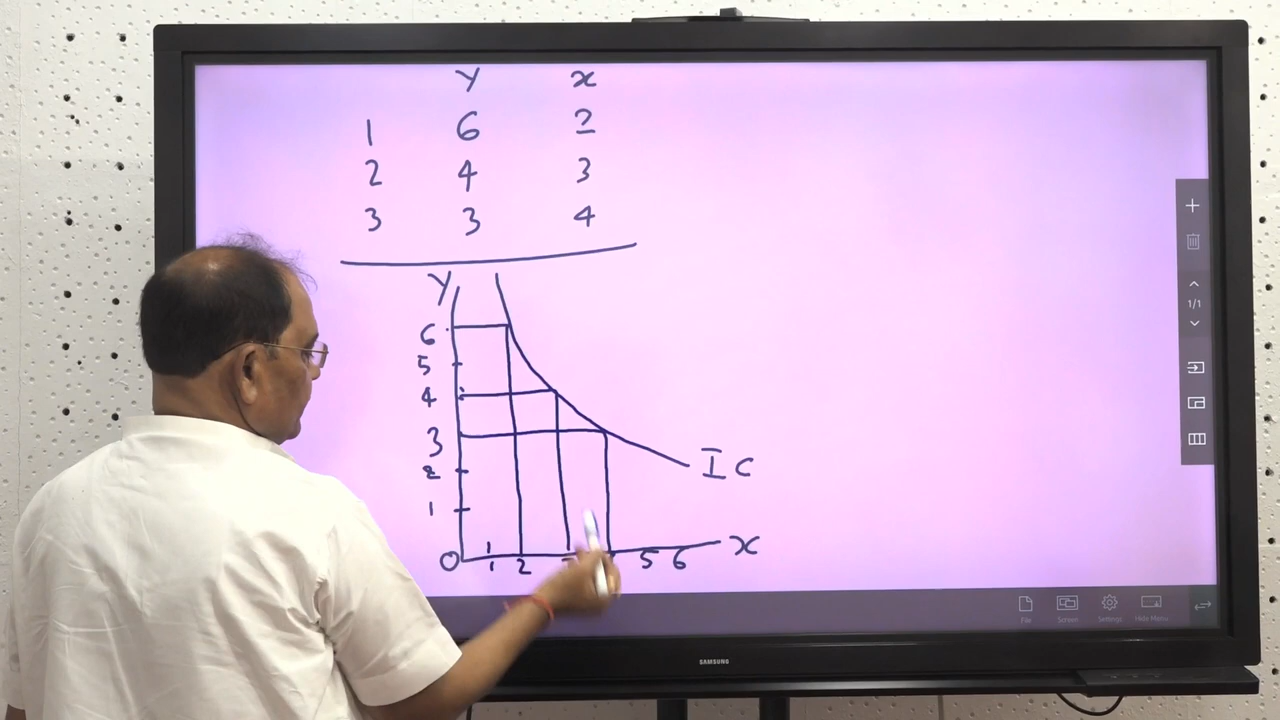 Y x
1 6 2
2 4 3
3 3 4
Y
6
5
4
3
2
1
IC
x
0 1 2 5 6
1/1
File Screen Settings Hide Menu
SAMSUNG